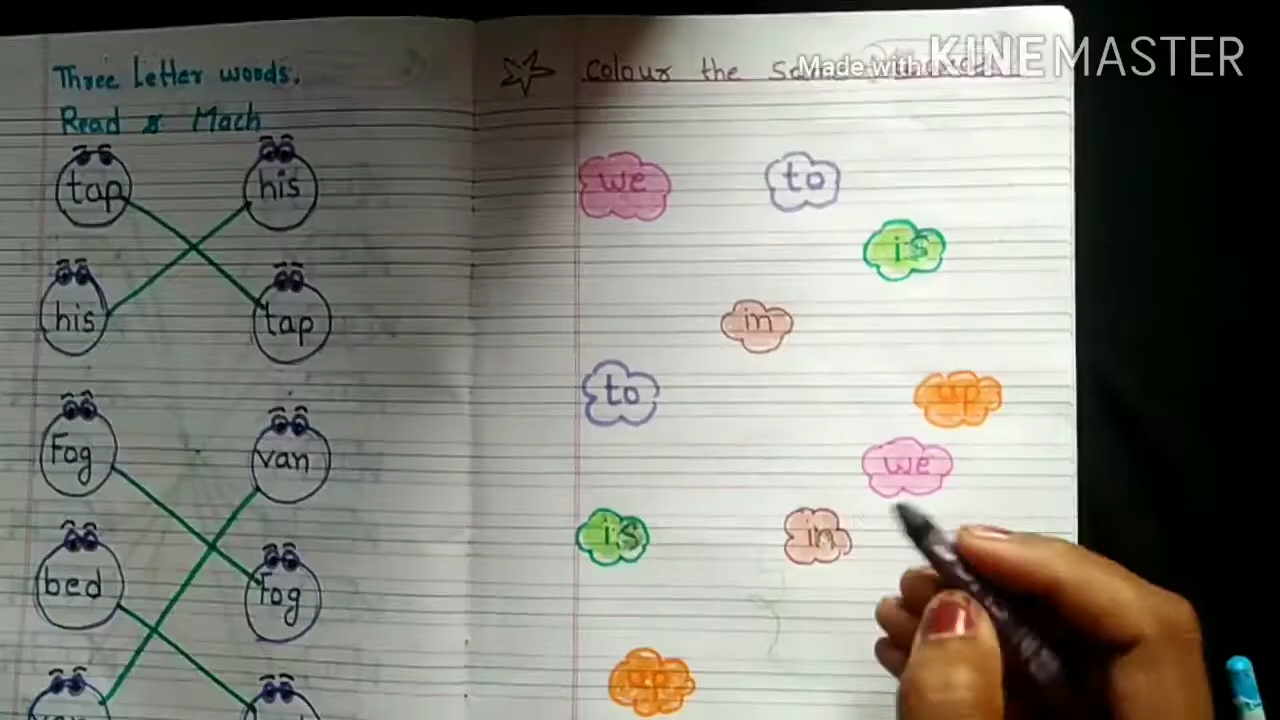 Three Letter words.
Read & Mach
tap
his
his
tap
Fog
van
bed
Fog
Colour the
Made with KINEMASTER
we
to
is
in
to
up
we
is
in
up